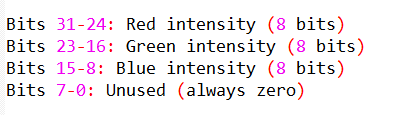 Bits 31-24: Red intensity (8 bits)
Bits 23-16: Green intensity (8 bits)
Bits 15-8: Blue intensity (8 bits)
Bits 7-0: Unused (always zero)